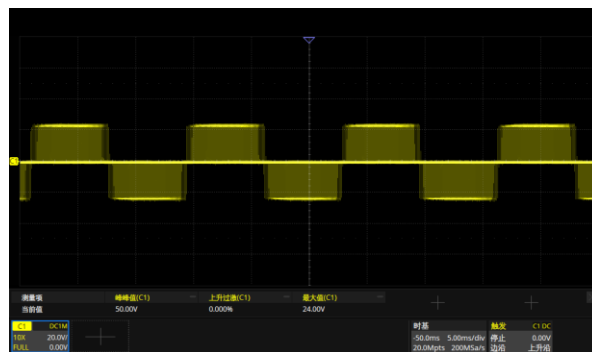 C1
测量项 峰峰值(C1) 上升过激(C1) 最大值(C1)
当前值 50.00V 0.000% 24.00V
C1 DC1M
10X 20.0V/
FULL 0.00V
时基
-50.0ms 5.00ms/div
20.0Mpts 200MSa/s
触发 C1 DC
停止 0.00V
边沿 上升沿